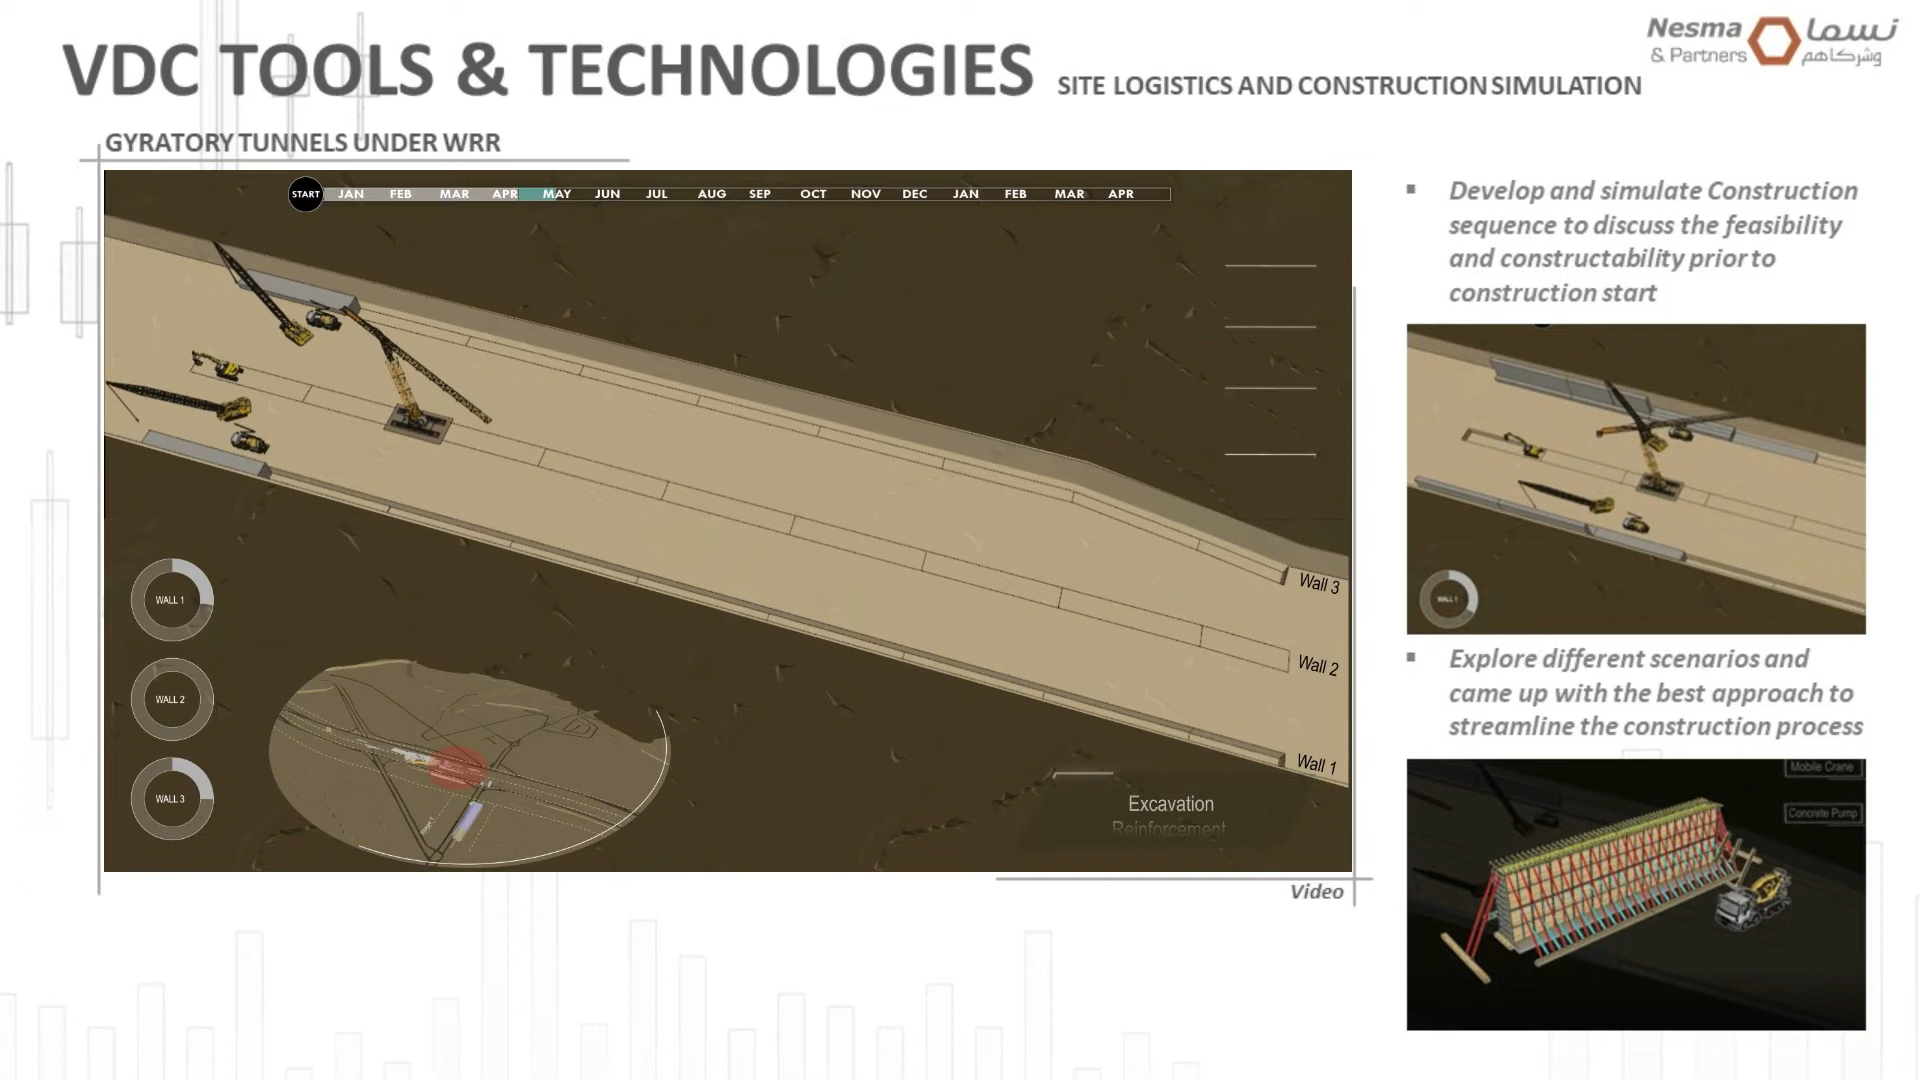 VDC TOOLS & TECHNOLOGIES SITE LOGISTICS AND CONSTRUCTION SIMULATION
Nesma نسما
& Partners وشركاهم
GYRATORY TUNNELS UNDER WRR
START JAN FEB MAR APR MAY JUN JUL AUG SEP OCT NOV DEC JAN FEB MAR APR
Wall 3
Wall 2
Wall 1
WALL 1
WALL 2
WALL 3
Excavation
Reinforcement
Video
▪ Develop and simulate Construction
sequence to discuss the feasibility
and constructability prior to
construction start
WALL 1
▪ Explore different scenarios and
came up with the best approach to
streamline the construction process
Mobile Crane
Concrete Pump